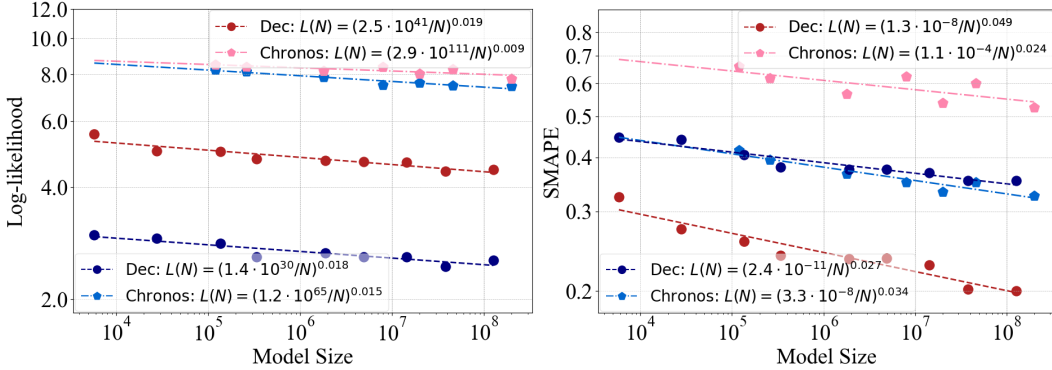 12.0
10.0
8.0
6.0
4.0
2.0
Log-likelihood
Dec: L(N) = (2.5 · 10^41/N)^0.019
Chronos: L(N) = (2.9 · 10^111/N)^0.009
Dec: L(N) = (1.4 · 10^30/N)^0.018
Chronos: L(N) = (1.2 · 10^65/N)^0.015
10^4 10^5 10^6 10^7 10^8
Model Size
0.8
0.7
0.6
0.5
0.4
0.3
0.2
SMAPE
Dec: L(N) = (1.3 · 10^-8/N)^0.049
Chronos: L(N) = (1.1 · 10^-4/N)^0.024
Dec: L(N) = (2.4 · 10^-11/N)^0.027
Chronos: L(N) = (3.3 · 10^-8/N)^0.034
10^4 10^5 10^6 10^7 10^8
Model Size